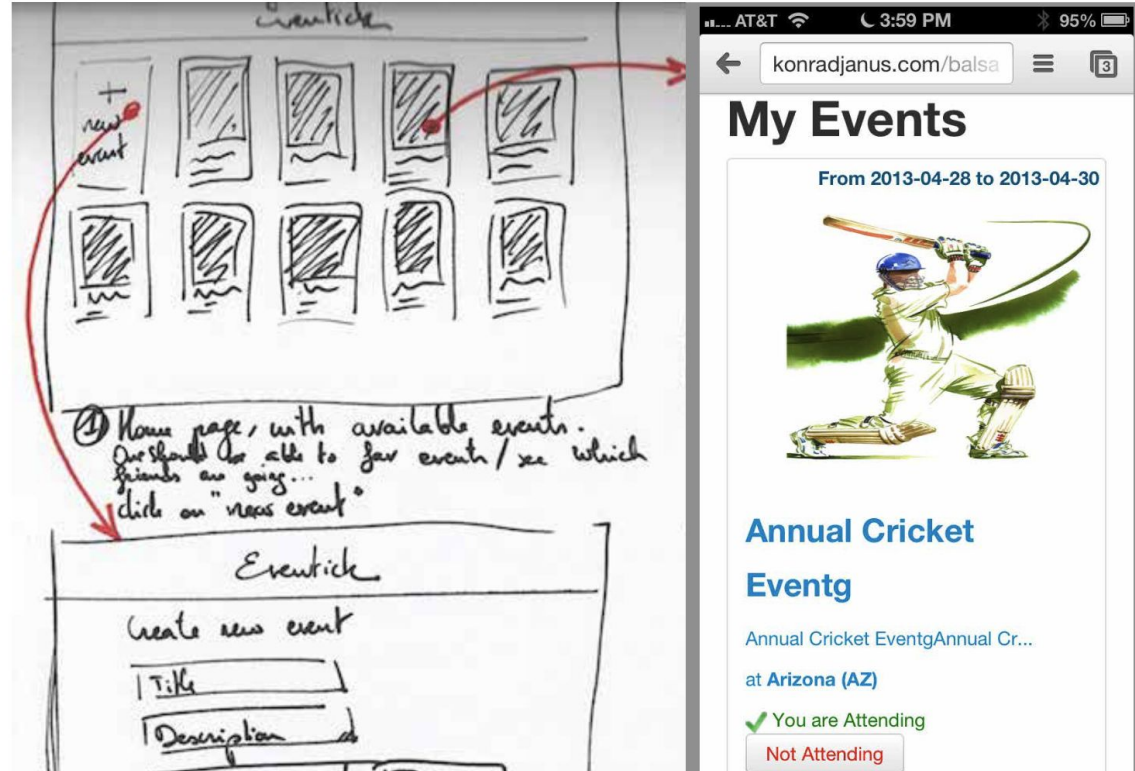 Eventick
+
new
event
① Home page, with available events.
One should be able to fav events / see which
friends are going...
click on "new event"
Eventick
Create new event
Title
Description
AT&T 3:59 PM 95%
konradjanus.com/balsa 3
My Events
From 2013-04-28 to 2013-04-30
Annual Cricket
Eventg
Annual Cricket EventgAnnual Cr...
at Arizona (AZ)
You are Attending
Not Attending